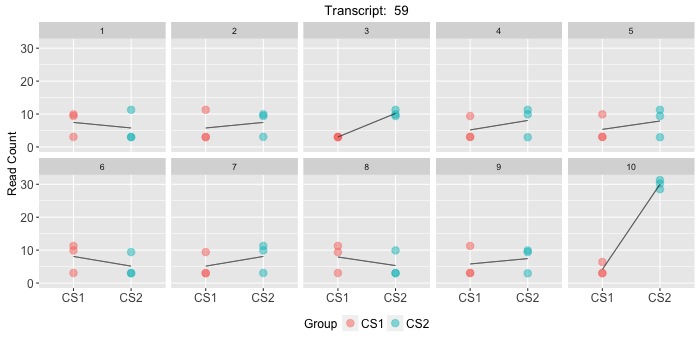 Transcript: 59
1 2 3 4 5
30
20
10
0
Read Count
6 7 8 9 10
30
20
10
0
CS1 CS2 CS1 CS2 CS1 CS2 CS1 CS2 CS1 CS2
Group CS1 CS2